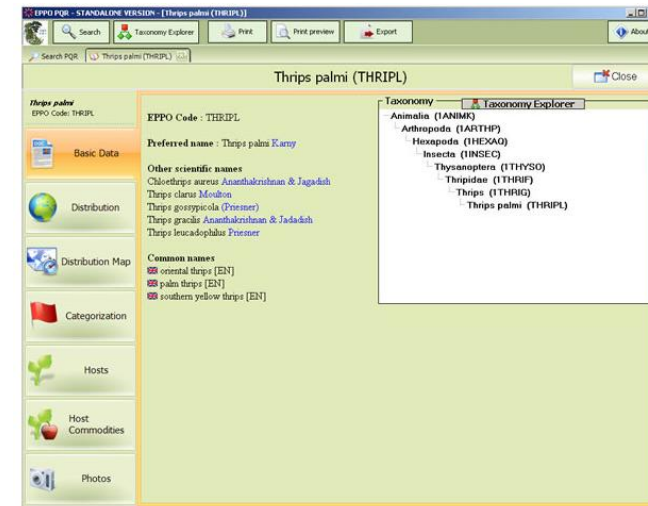 EPPO PQR - STANDALONE VERSION - [Thrips palmi (THRIPL)]
Search
Taxonomy Explorer
Print
Print preview
Export
About
Search PQR
Thrips palmi (THRIPL)
Thrips palmi (THRIPL)
Close
Thrips palmi
EPPO Code: THRIPL
Basic Data
Distribution
Distribution Map
Categorization
Hosts
Host
Commodities
Photos
EPPO Code : THRIPL
Preferred name : Thrips palmi Karny
Other scientific names
Chloethrips aureus Ananthakrishnan & Jagadish
Thrips clarus Moulton
Thrips gossypicola (Priesner)
Thrips gracilis Ananthakrishnan & Jadadish
Thrips leucadophilus Priesner
Common names
oriental thrips [EN]
palm thrips [EN]
southern yellow thrips [EN]
Taxonomy
Taxonomy Explorer
Animalia (1ANIMK)
Arthropoda (1ARTHP)
Hexapoda (1HEXAQ)
Insecta (1INSEC)
Thysanoptera (1THYSO)
Thripidae (1THRIF)
Thrips (1THRIG)
Thrips palmi (THRIPL)